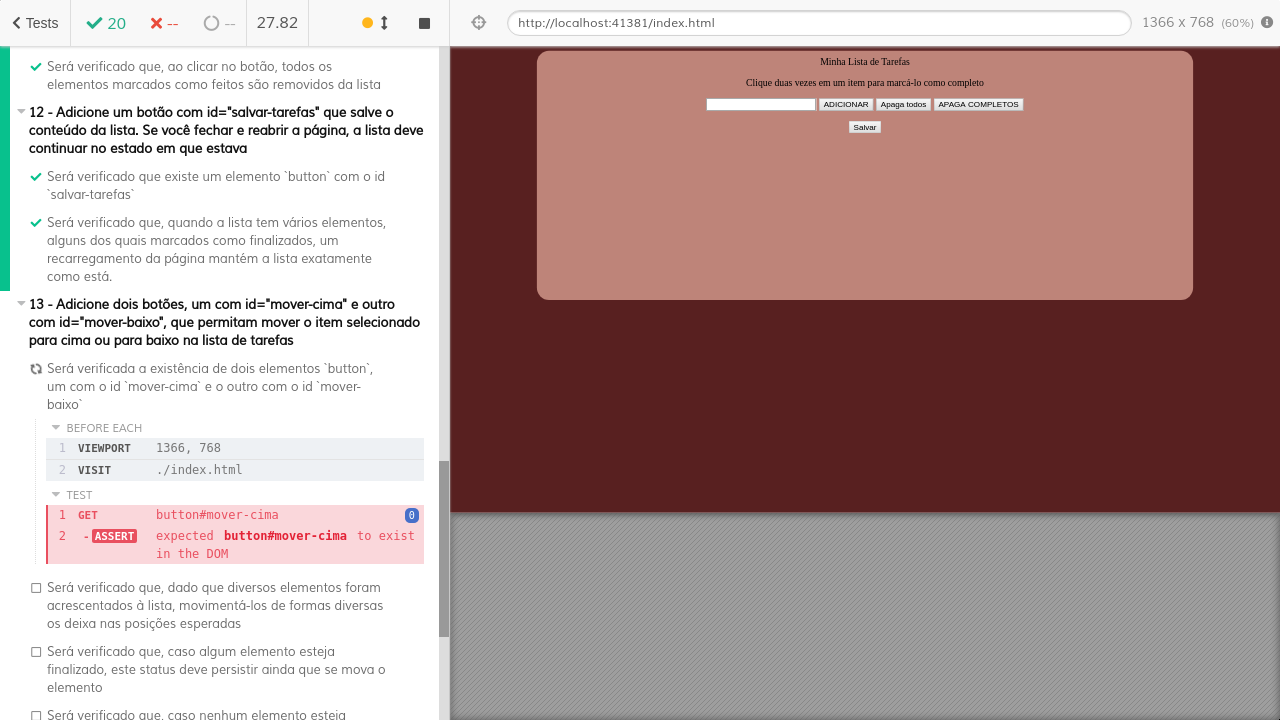 Tests
20
--
--
27.82
http://localhost:41381/index.html
1366 x 768 (60%)
Será verificado que, ao clicar no botão, todos os
elementos marcados como feitos são removidos da lista
12 - Adicione um botão com id="salvar-tarefas" que salve o
conteúdo da lista. Se você fechar e reabrir a página, a lista deve
continuar no estado em que estava
Será verificado que existe um elemento `button` com o id
`salvar-tarefas`
Será verificado que, quando a lista tem vários elementos,
alguns dos quais marcados como finalizados, um
recarregamento da página mantém a lista exatamente
como está.
13 - Adicione dois botões, um com id="mover-cima" e outro
com id="mover-baixo", que permitam mover o item selecionado
para cima ou para baixo na lista de tarefas
Será verificada a existência de dois elementos `button`,
um com o id `mover-cima` e o outro com o id `mover-
baixo`
BEFORE EACH
1 VIEWPORT 1366, 768
2 VISIT ./index.html
TEST
1 GET button#mover-cima 0
2 -ASSERT expected button#mover-cima to exist
in the DOM
Será verificado que, dado que diversos elementos foram
acrescentados à lista, movimentá-los de formas diversas
os deixa nas posições esperadas
Será verificado que, caso algum elemento esteja
finalizado, este status deve persistir ainda que se mova o
elemento
Será verificado que, caso nenhum elemento esteja
Minha Lista de Tarefas
Clique duas vezes em um item para marcá-lo como completo
ADICIONAR Apaga todos APAGA COMPLETOS
Salvar